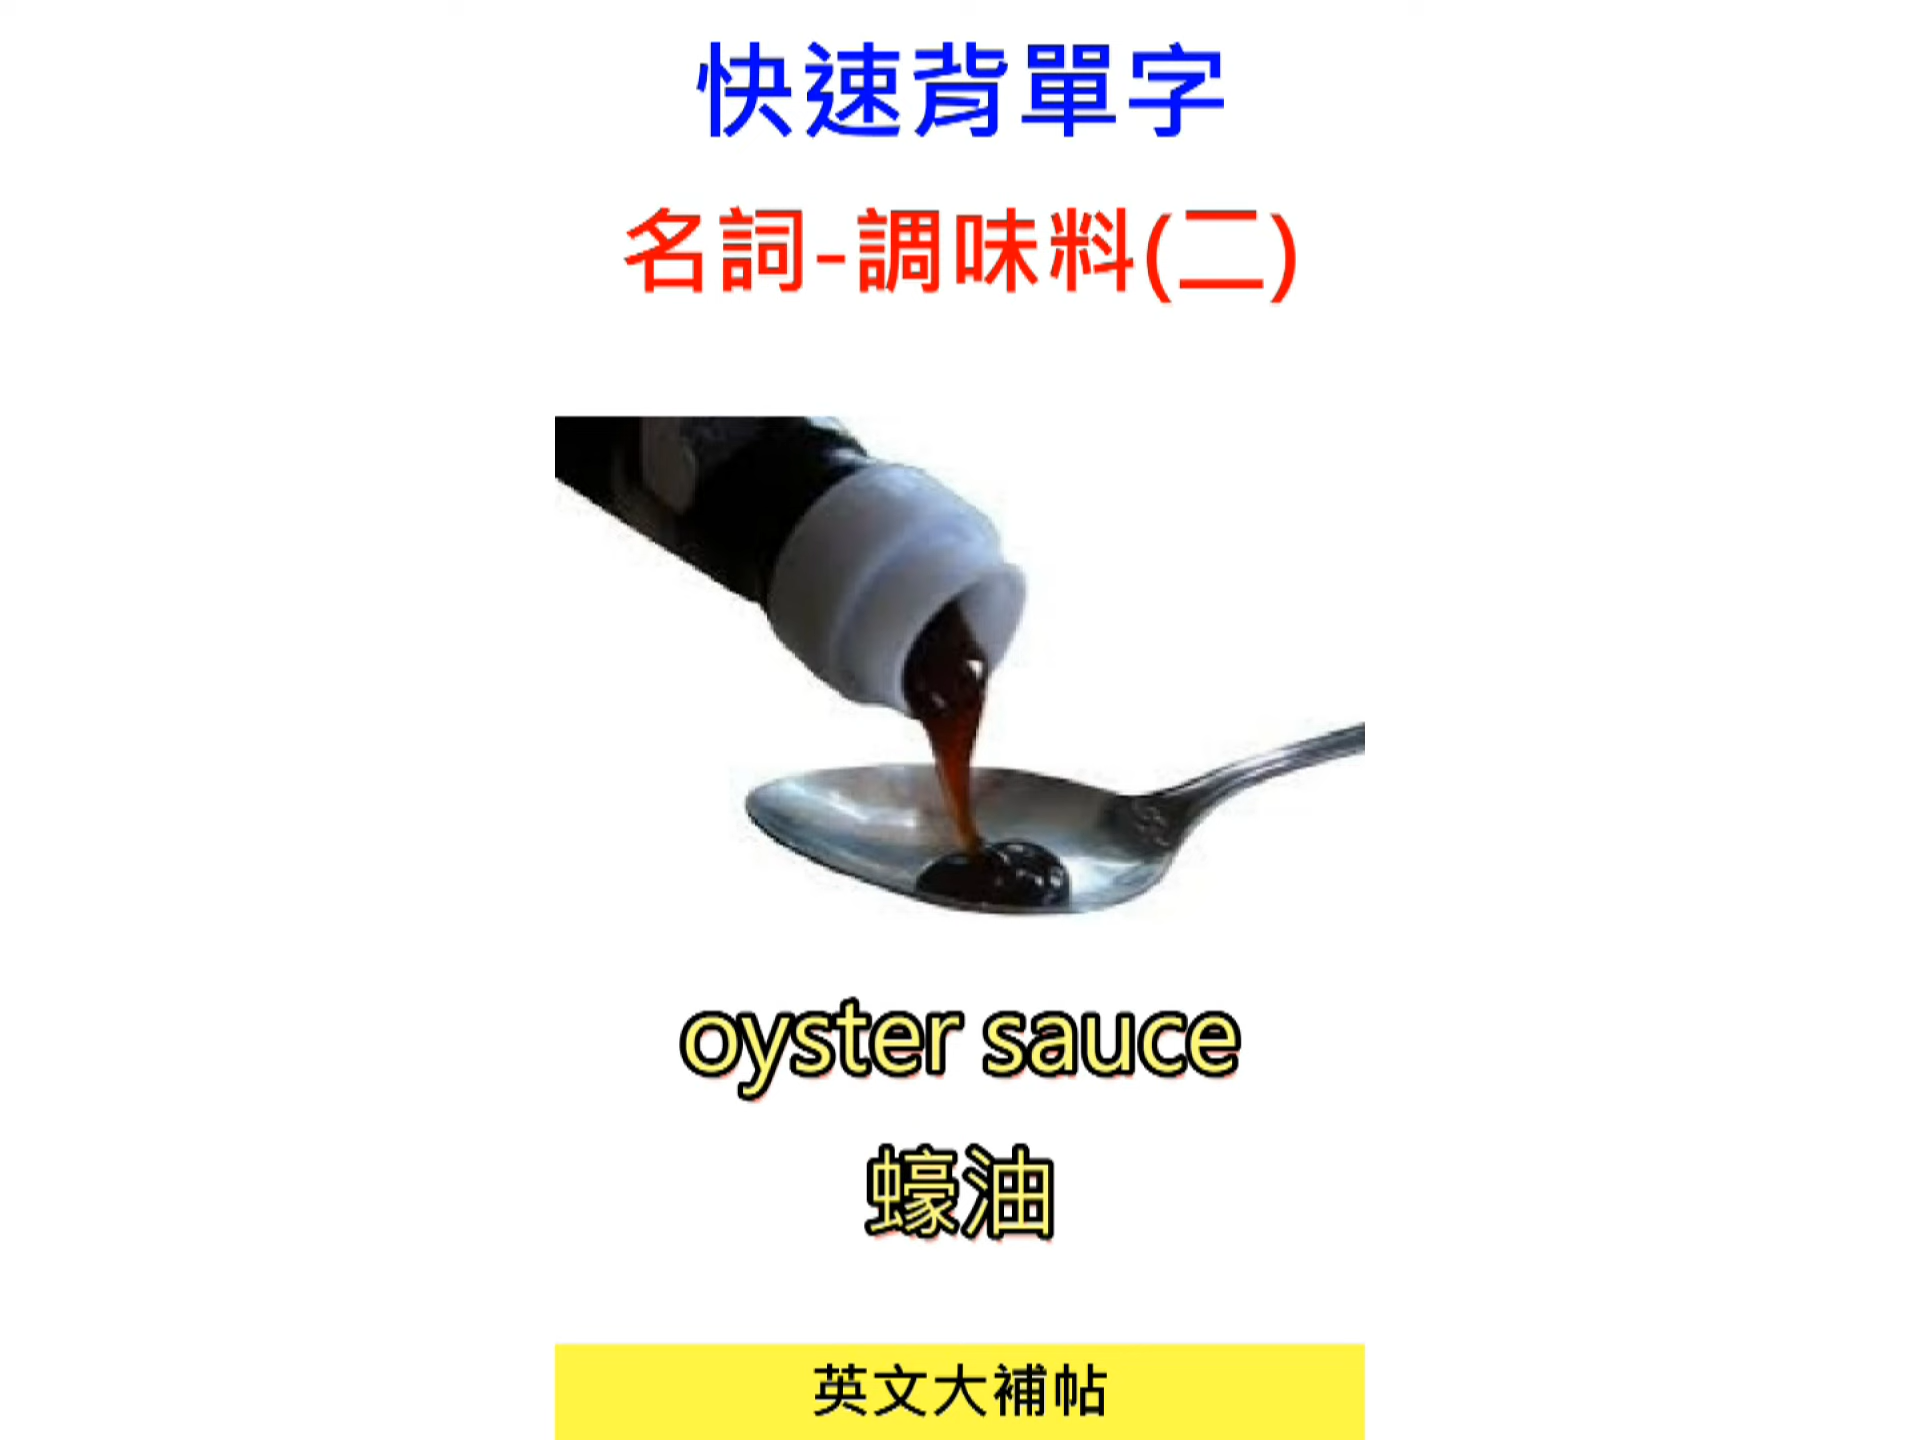 快速背單字
名詞-調味料(二)
oyster sauce
蠔油
英文大補帖